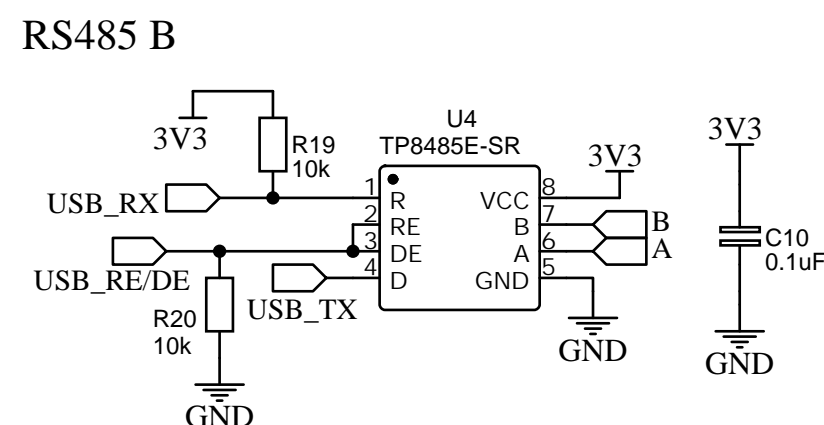 RS485 B
3V3
R19
10k
USB_RX
USB_RE/DE
R20
10k
GND
USB_TX
U4
TP8485E-SR
1
R
2
RE
3
DE
4
D
VCC
8
B
7
A
6
GND
5
3V3
B
A
GND
3V3
C10
0.1uF
GND